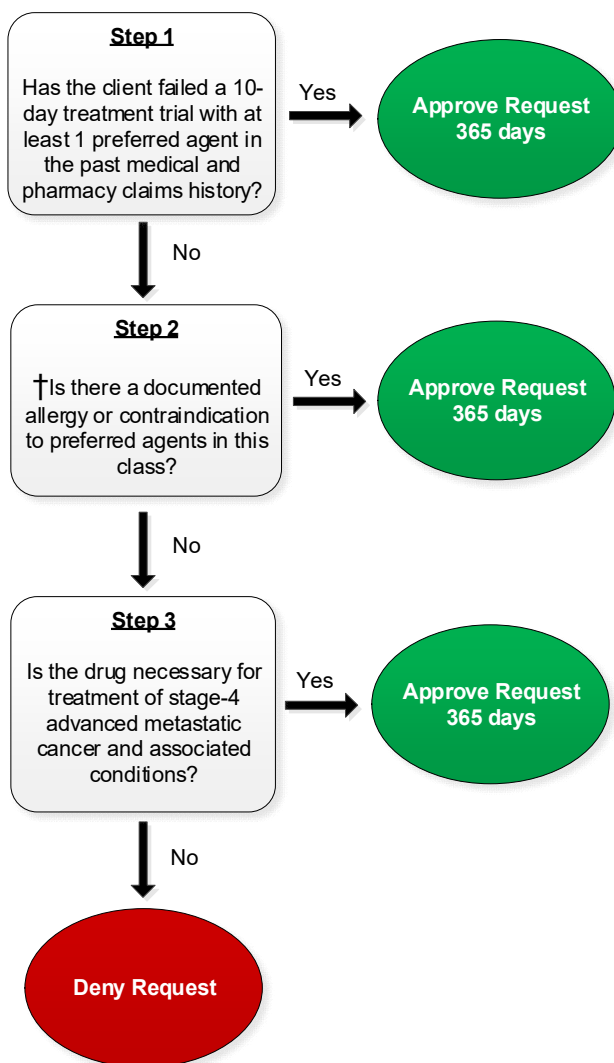 Step 1
Has the client failed a 10-
day treatment trial with at
least 1 preferred agent in
the past medical and
pharmacy claims history?
Yes
Approve Request
365 days
No
Step 2
†Is there a documented
allergy or contraindication
to preferred agents in this
class?
Yes
Approve Request
365 days
No
Step 3
Is the drug necessary for
treatment of stage-4
advanced metastatic
cancer and associated
conditions?
Yes
Approve Request
365 days
No
Deny Request